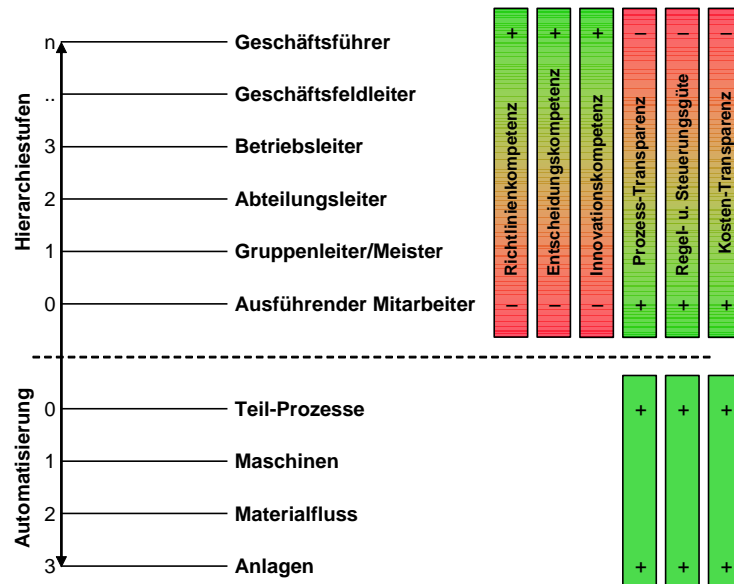 Hierarchiestufen
n Geschäftsführer
.. Geschäftsfeldleiter
3 Betriebsleiter
2 Abteilungsleiter
1 Gruppenleiter/Meister
0 Ausführender Mitarbeiter
+ Richtlinienkompetenz –
+ Entscheidungskompetenz –
+ Innovationskompetenz –
– Prozess-Transparenz +
– Regel- u. Steuerungsgüte +
– Kosten-Transparenz +
Automatisierung
0 Teil-Prozesse + + +
1 Maschinen
2 Materialfluss
3 Anlagen + + +